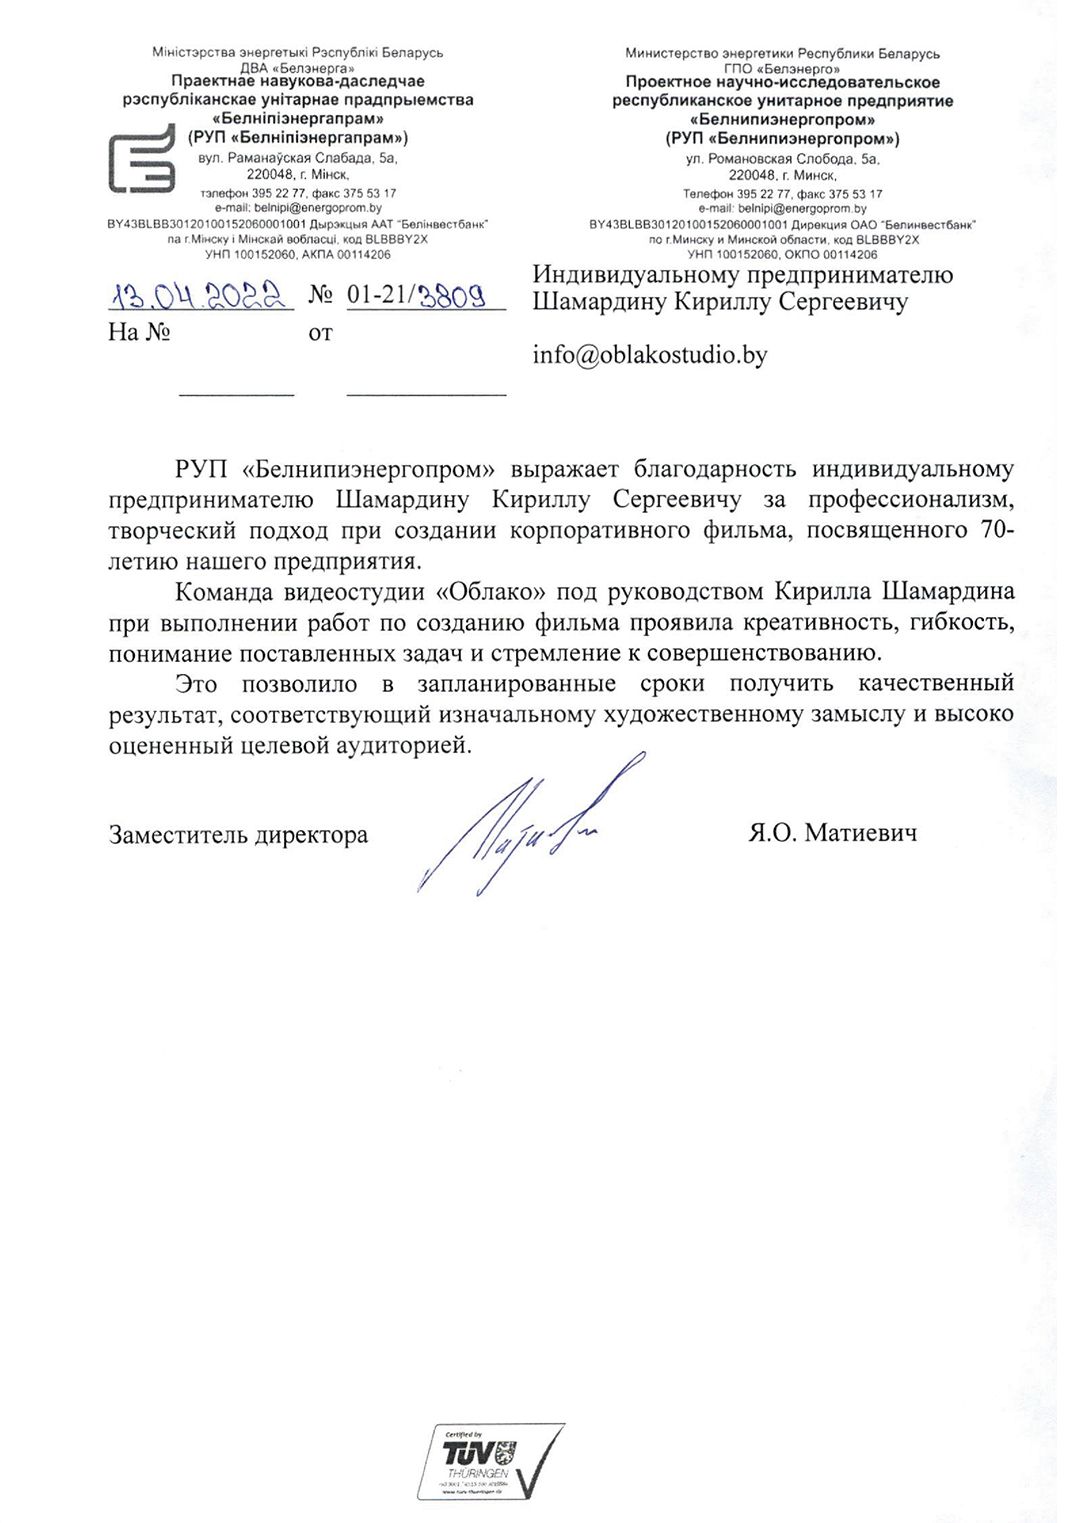 Міністэрства энергетыкі Рэспублікі Беларусь
ДВА «Белэнерга»
Праектнае навукова-даследчае
рэспубліканскае унітарнае прадпрыемства
«Белніпіэнергапрам»
(РУП «Белніпіэнергапрам»)
вул. Раманаўская Слабада, 5а,
220048, г. Мінск,
тэлефон 395 22 77, факс 375 53 17
e-mail: belnipi@energoprom.by
BY43BLBB30120100152060001001 Дырэкцыя ААТ "Белінвестбанк"
па г.Мінску і Мінскай вобласці, код BLBBBY2X
УНП 100152060, АКПА 00114206
Министерство энергетики Республики Беларусь
ГПО «Белэнерго»
Проектное научно-исследовательское
республиканское унитарное предприятие
«Белнипиэнергопром»
(РУП «Белнипиэнергопром»)
ул. Романовская Слобода, 5а,
220048, г. Минск,
Телефон 395 22 77, факс 375 53 17
e-mail: belnipi@energoprom.by
BY43BLBB30120100152060001001 Дирекция ОАО "Белинвестбанк"
по г.Минску и Минской области, код BLBBBY2X
УНП 100152060, ОКПО 00114206
13.04.2022 № 01-21/3809
На № от
Индивидуальному предпринимателю
Шамардину Кириллу Сергеевичу
info@oblakostudio.by
РУП «Белнипиэнергопром» выражает благодарность индивидуальному
предпринимателю Шамардину Кириллу Сергеевичу за профессионализм,
творческий подход при создании корпоративного фильма, посвященного 70-
летию нашего предприятия.
Команда видеостудии «Облако» под руководством Кирилла Шамардина
при выполнении работ по созданию фильма проявила креативность, гибкость,
понимание поставленных задач и стремление к совершенствованию.
Это позволило в запланированные сроки получить качественный
результат, соответствующий изначальному художественному замыслу и высоко
оцененный целевой аудиторией.
Заместитель директора Я.О. Матиевич
Certified by
TÜV
THÜRINGEN
www.tuev-thueringen.de